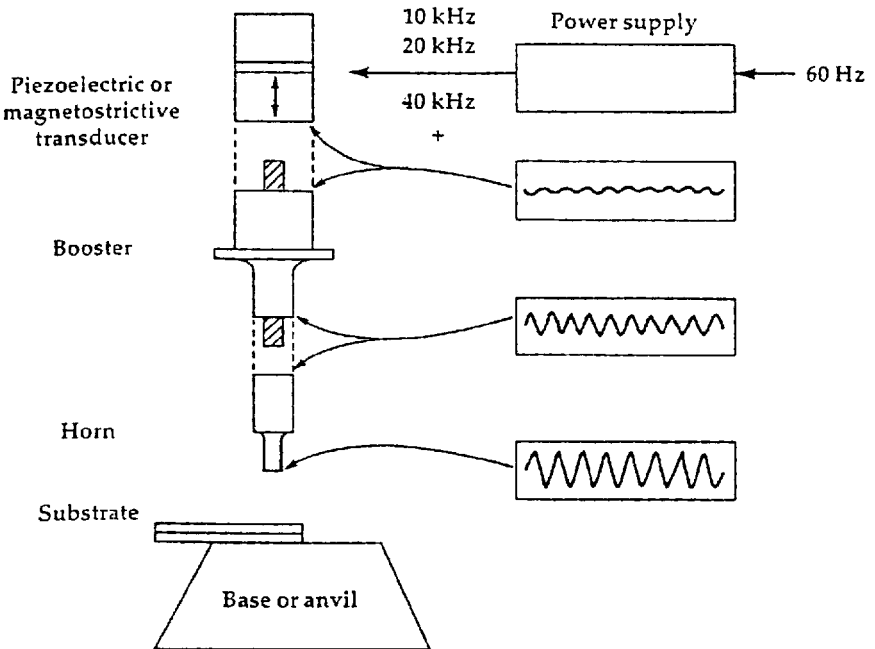 10 kHz
20 kHz
40 kHz
+
Power supply
60 Hz
Piezoelectric or
magnetostrictive
transducer
Booster
Horn
Substrate
Base or anvil